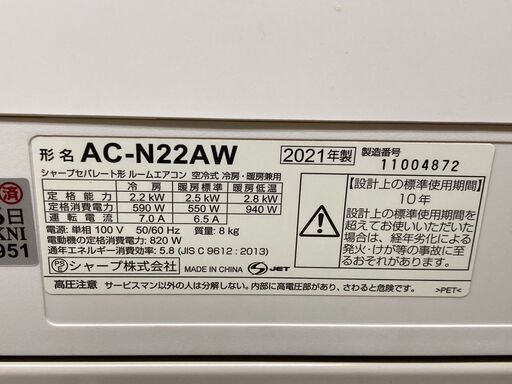 形名 AC-N22AW 2021年製 製造番号 11004872
シャープセパレート形 ルームエアコン 空冷式 冷房・暖房兼用
冷房 暖房標準 暖房低温
定格能力 2.2kW 2.5kW 2.8kW
定格消費電力 590 W 550 W 940 W
運転電流 7.0 A 6.5 A
電源: 単相 100 V 50/60 Hz 質量: 8 kg
電動機の定格消費電力: 820 W
通年エネルギー消費効率: 5.8 (JIS C 9612 : 2013)
PS E シャープ株式会社 MADE IN CHINA S JET
高圧注意 サービスマン以外の人は分解しない。内部に高電圧部があり、さわると危険です。
【設計上の標準使用期間】
10年
設計上の標準使用期間を
超えてお使いいただいた
場合は、経年劣化による
発火・けが等の事故に至
るおそれがあります。
>PET<
済
日
KNI
951